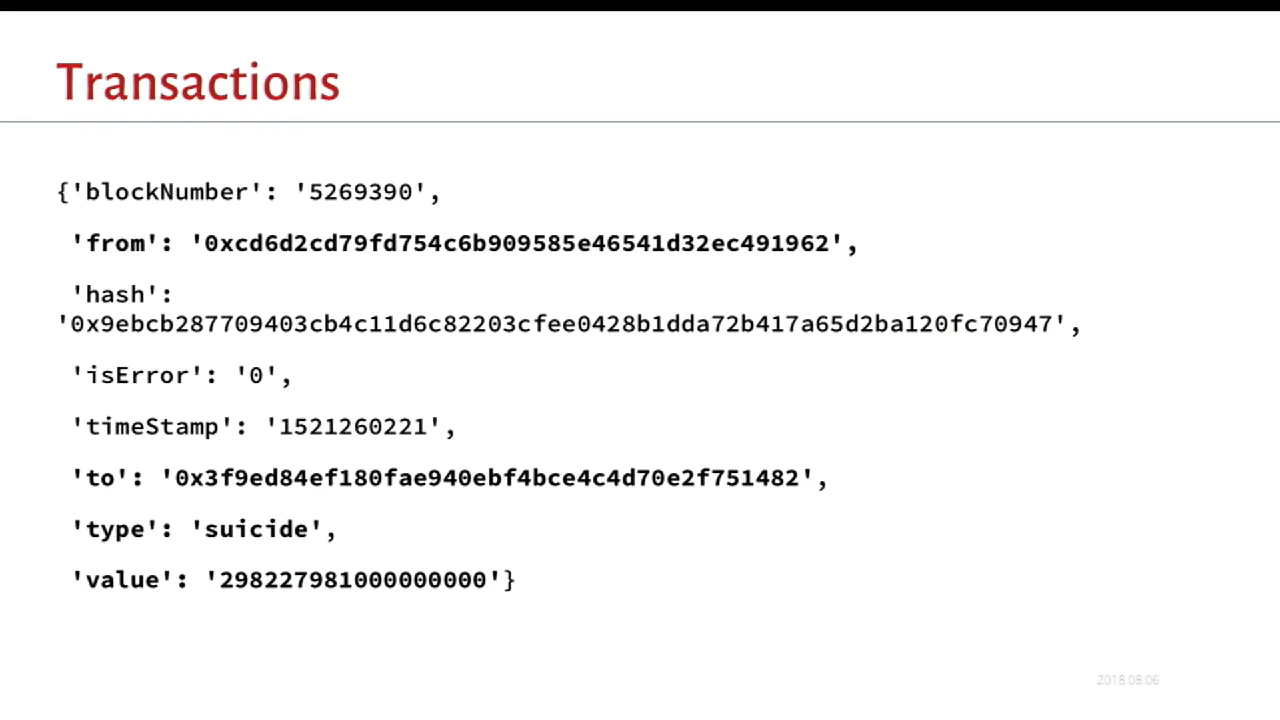 Transactions
{'blockNumber': '5269390',
'from': '0xcd6d2cd79fd754c6b909585e46541d32ec491962',
'hash':
'0x9ebcb287709403cb4c11d6c82203cfee0428b1dda72b417a65d2ba120fc70947',
'isError': '0',
'timeStamp': '1521260221',
'to': '0x3f9ed84ef180fae940ebf4bce4c4d70e2f751482',
'type': 'suicide',
'value': '298227981000000000'}
2018.08.06